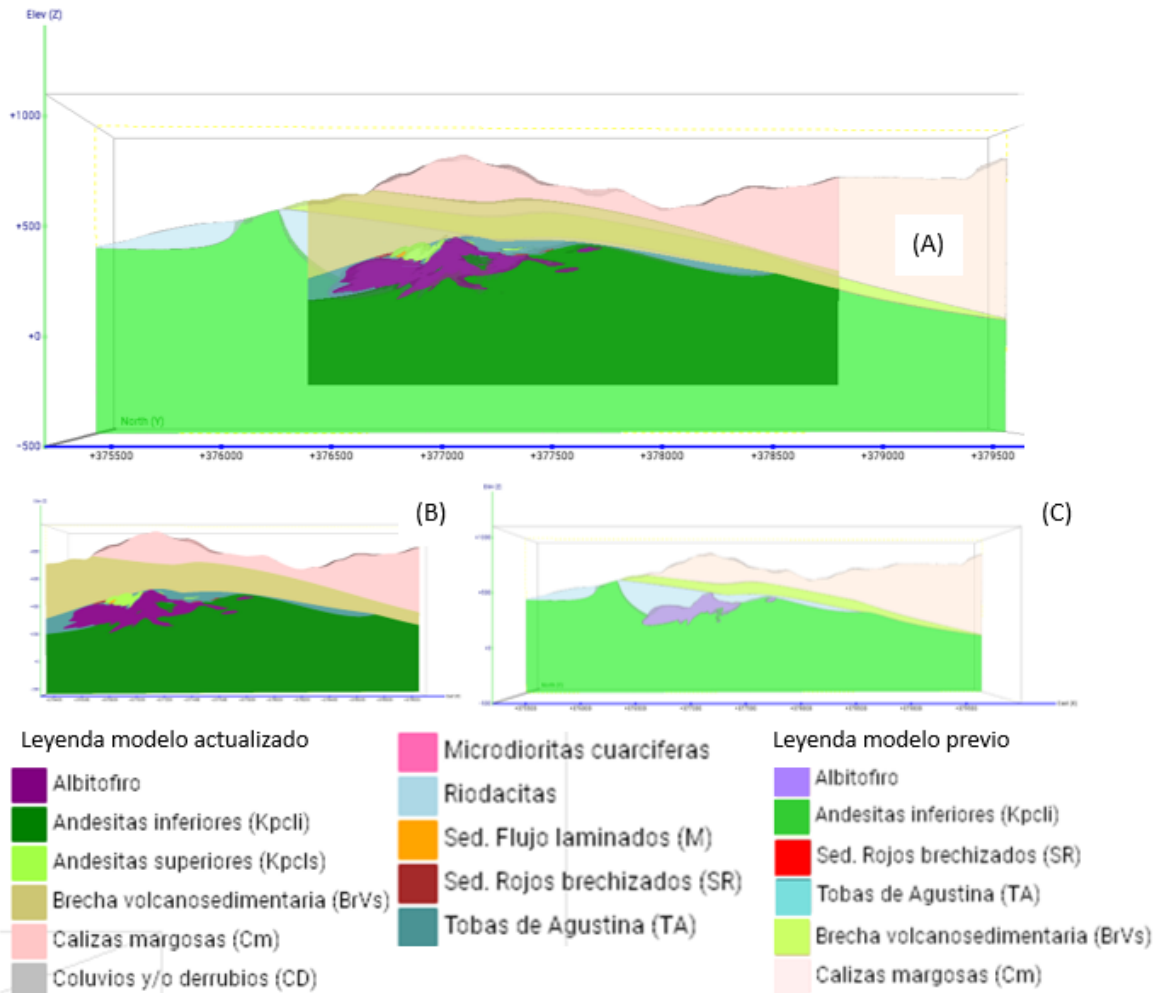 Elev (Z)
+1000
+500
+0
-500
(A)
North (Y)
+375500
+376000
+376500
+377000
+377500
+378000
+378500
+379000
+379500
(B)
(C)
Leyenda modelo actualizado
Albitofiro
Andesitas inferiores (Kpcli)
Andesitas superiores (Kpcls)
Brecha volcanosedimentaria (BrVs)
Calizas margosas (Cm)
Coluvios y/o derrubios (CD)
Microdioritas cuarciferas
Riodacitas
Sed. Flujo laminados (M)
Sed. Rojos brechizados (SR)
Tobas de Agustina (TA)
Leyenda modelo previo
Albitofiro
Andesitas inferiores (Kpcli)
Sed. Rojos brechizados (SR)
Tobas de Agustina (TA)
Brecha volcanosedimentaria (BrVs)
Calizas margosas (Cm)